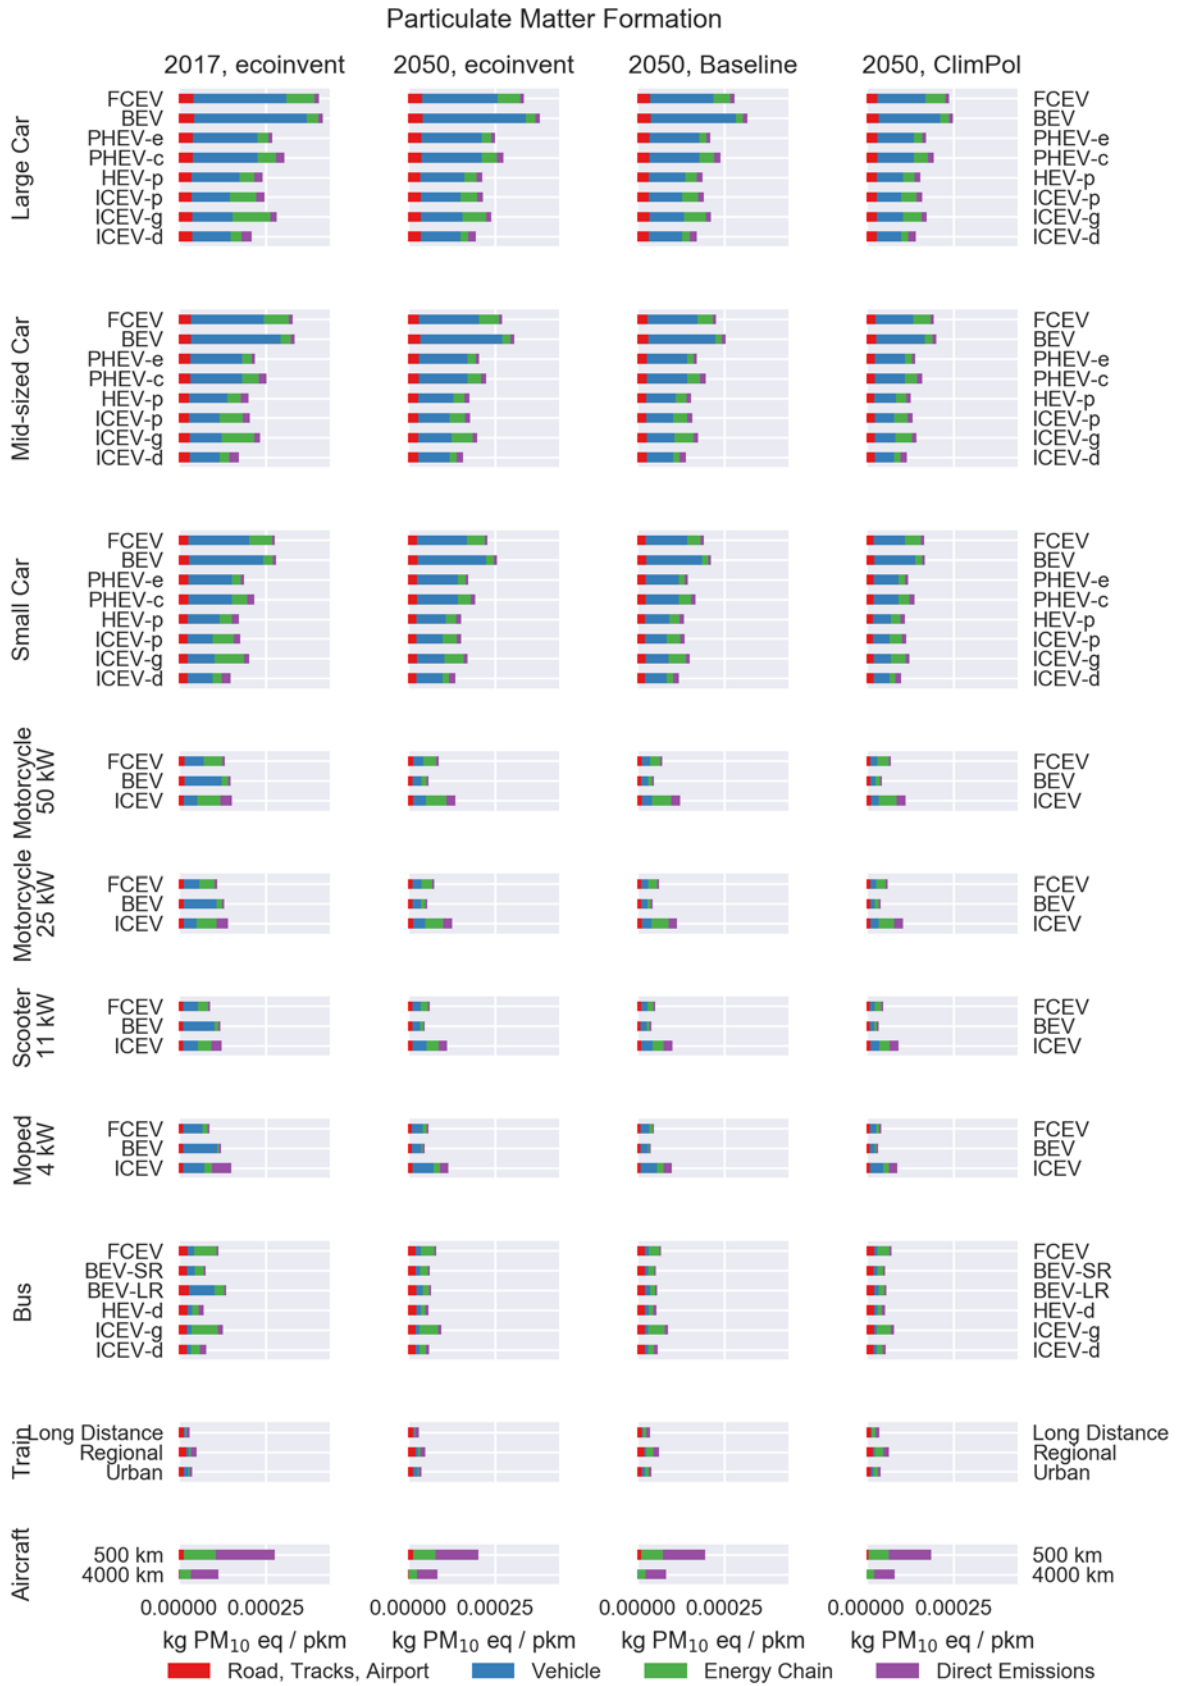 Particulate Matter Formation
2017, ecoinvent 2050, ecoinvent 2050, Baseline 2050, ClimPol
Large Car
FCEV FCEV
BEV BEV
PHEV-e PHEV-e
PHEV-c PHEV-c
HEV-p HEV-p
ICEV-p ICEV-p
ICEV-g ICEV-g
ICEV-d ICEV-d
Mid-sized Car
FCEV FCEV
BEV BEV
PHEV-e PHEV-e
PHEV-c PHEV-c
HEV-p HEV-p
ICEV-p ICEV-p
ICEV-g ICEV-g
ICEV-d ICEV-d
Small Car
FCEV FCEV
BEV BEV
PHEV-e PHEV-e
PHEV-c PHEV-c
HEV-p HEV-p
ICEV-p ICEV-p
ICEV-g ICEV-g
ICEV-d ICEV-d
Motorcycle
50 kW
FCEV FCEV
BEV BEV
ICEV ICEV
Motorcycle
25 kW
FCEV FCEV
BEV BEV
ICEV ICEV
Scooter
11 kW
FCEV FCEV
BEV BEV
ICEV ICEV
Moped
4 kW
FCEV FCEV
BEV BEV
ICEV ICEV
Bus
FCEV FCEV
BEV-SR BEV-SR
BEV-LR BEV-LR
HEV-d HEV-d
ICEV-g ICEV-g
ICEV-d ICEV-d
Train
Long Distance Long Distance
Regional Regional
Urban Urban
Aircraft
500 km 500 km
4000 km 4000 km
0.00000 0.00025 0.00000 0.00025 0.00000 0.00025 0.00000 0.00025
kg PM₁₀ eq / pkm kg PM₁₀ eq / pkm kg PM₁₀ eq / pkm kg PM₁₀ eq / pkm
Road, Tracks, Airport Vehicle Energy Chain Direct Emissions